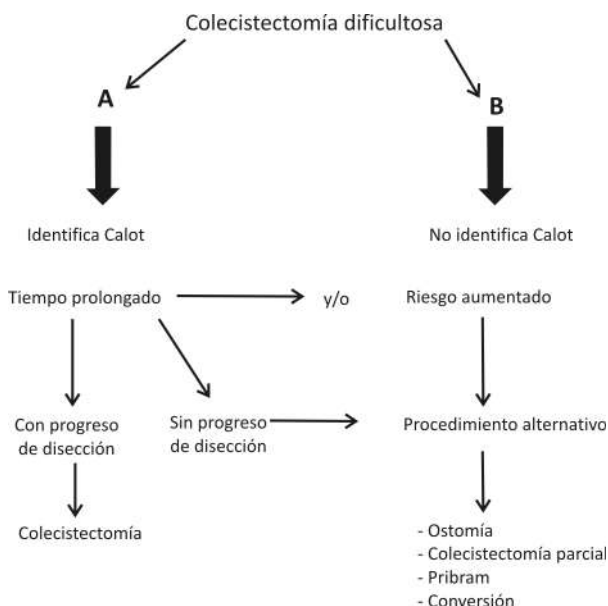 Colecistectomía dificultosa
A
B
Identifica Calot
No identifica Calot
Tiempo prolongado
y/o
Riesgo aumentado
Con progreso
de disección
Sin progreso
de disección
Procedimiento alternativo
Colecistectomía
- Ostomía
- Colecistectomía parcial
- Pribram
- Conversión